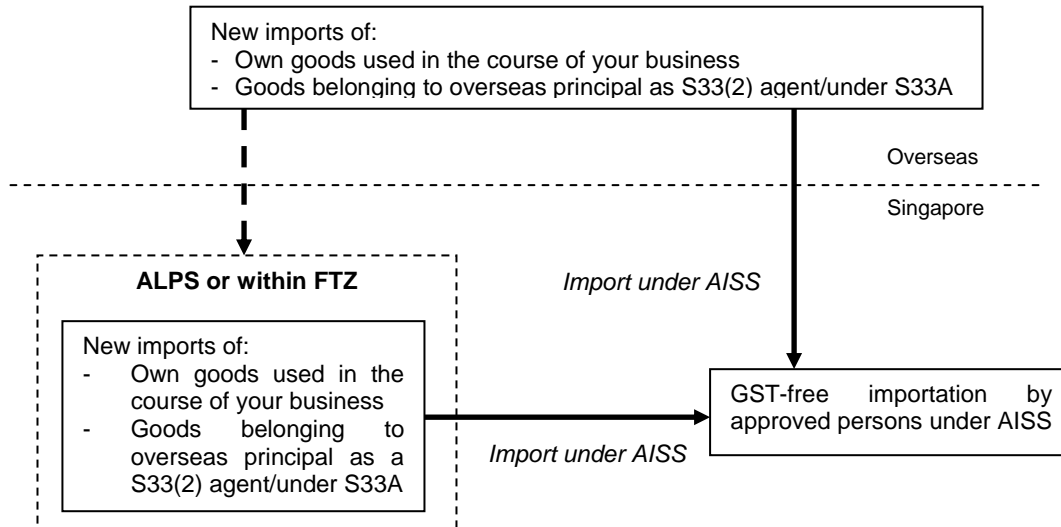 New imports of:
- Own goods used in the course of your business
- Goods belonging to overseas principal as S33(2) agent/under S33A
Overseas
Singapore
ALPS or within FTZ
Import under AISS
New imports of:
- Own goods used in the
course of your business
- Goods belonging to
overseas principal as a
S33(2) agent/under S33A
GST-free importation by
approved persons under AISS
Import under AISS